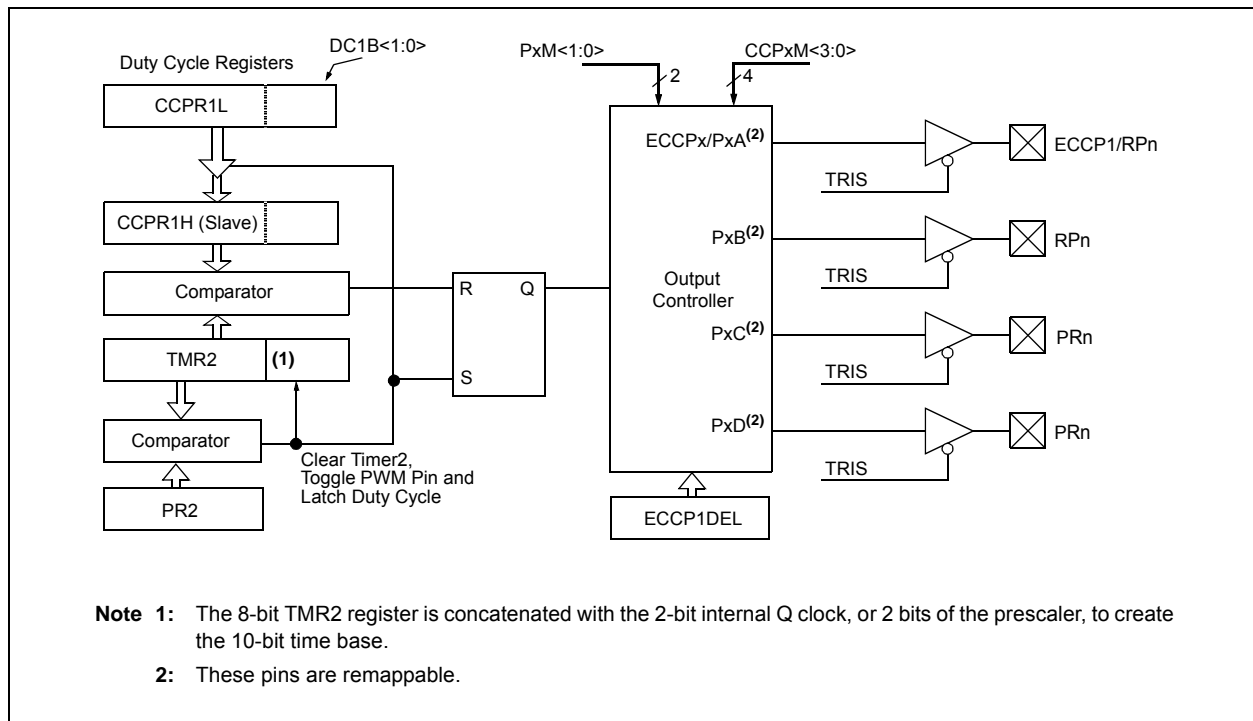 DC1B<1:0>
Duty Cycle Registers
CCPR1L
CCPR1H (Slave)
Comparator
TMR2
(1)
Comparator
PR2
Clear Timer2,
Toggle PWM Pin and
Latch Duty Cycle
R
Q
S
PxM<1:0>
2
CCPxM<3:0>
4
ECCPx/PxA(2)
PxB(2)
Output
Controller
PxC(2)
PxD(2)
ECCP1DEL
TRIS
ECCP1/RPn
TRIS
RPn
TRIS
PRn
TRIS
PRn
Note 1: The 8-bit TMR2 register is concatenated with the 2-bit internal Q clock, or 2 bits of the prescaler, to create
the 10-bit time base.
2: These pins are remappable.